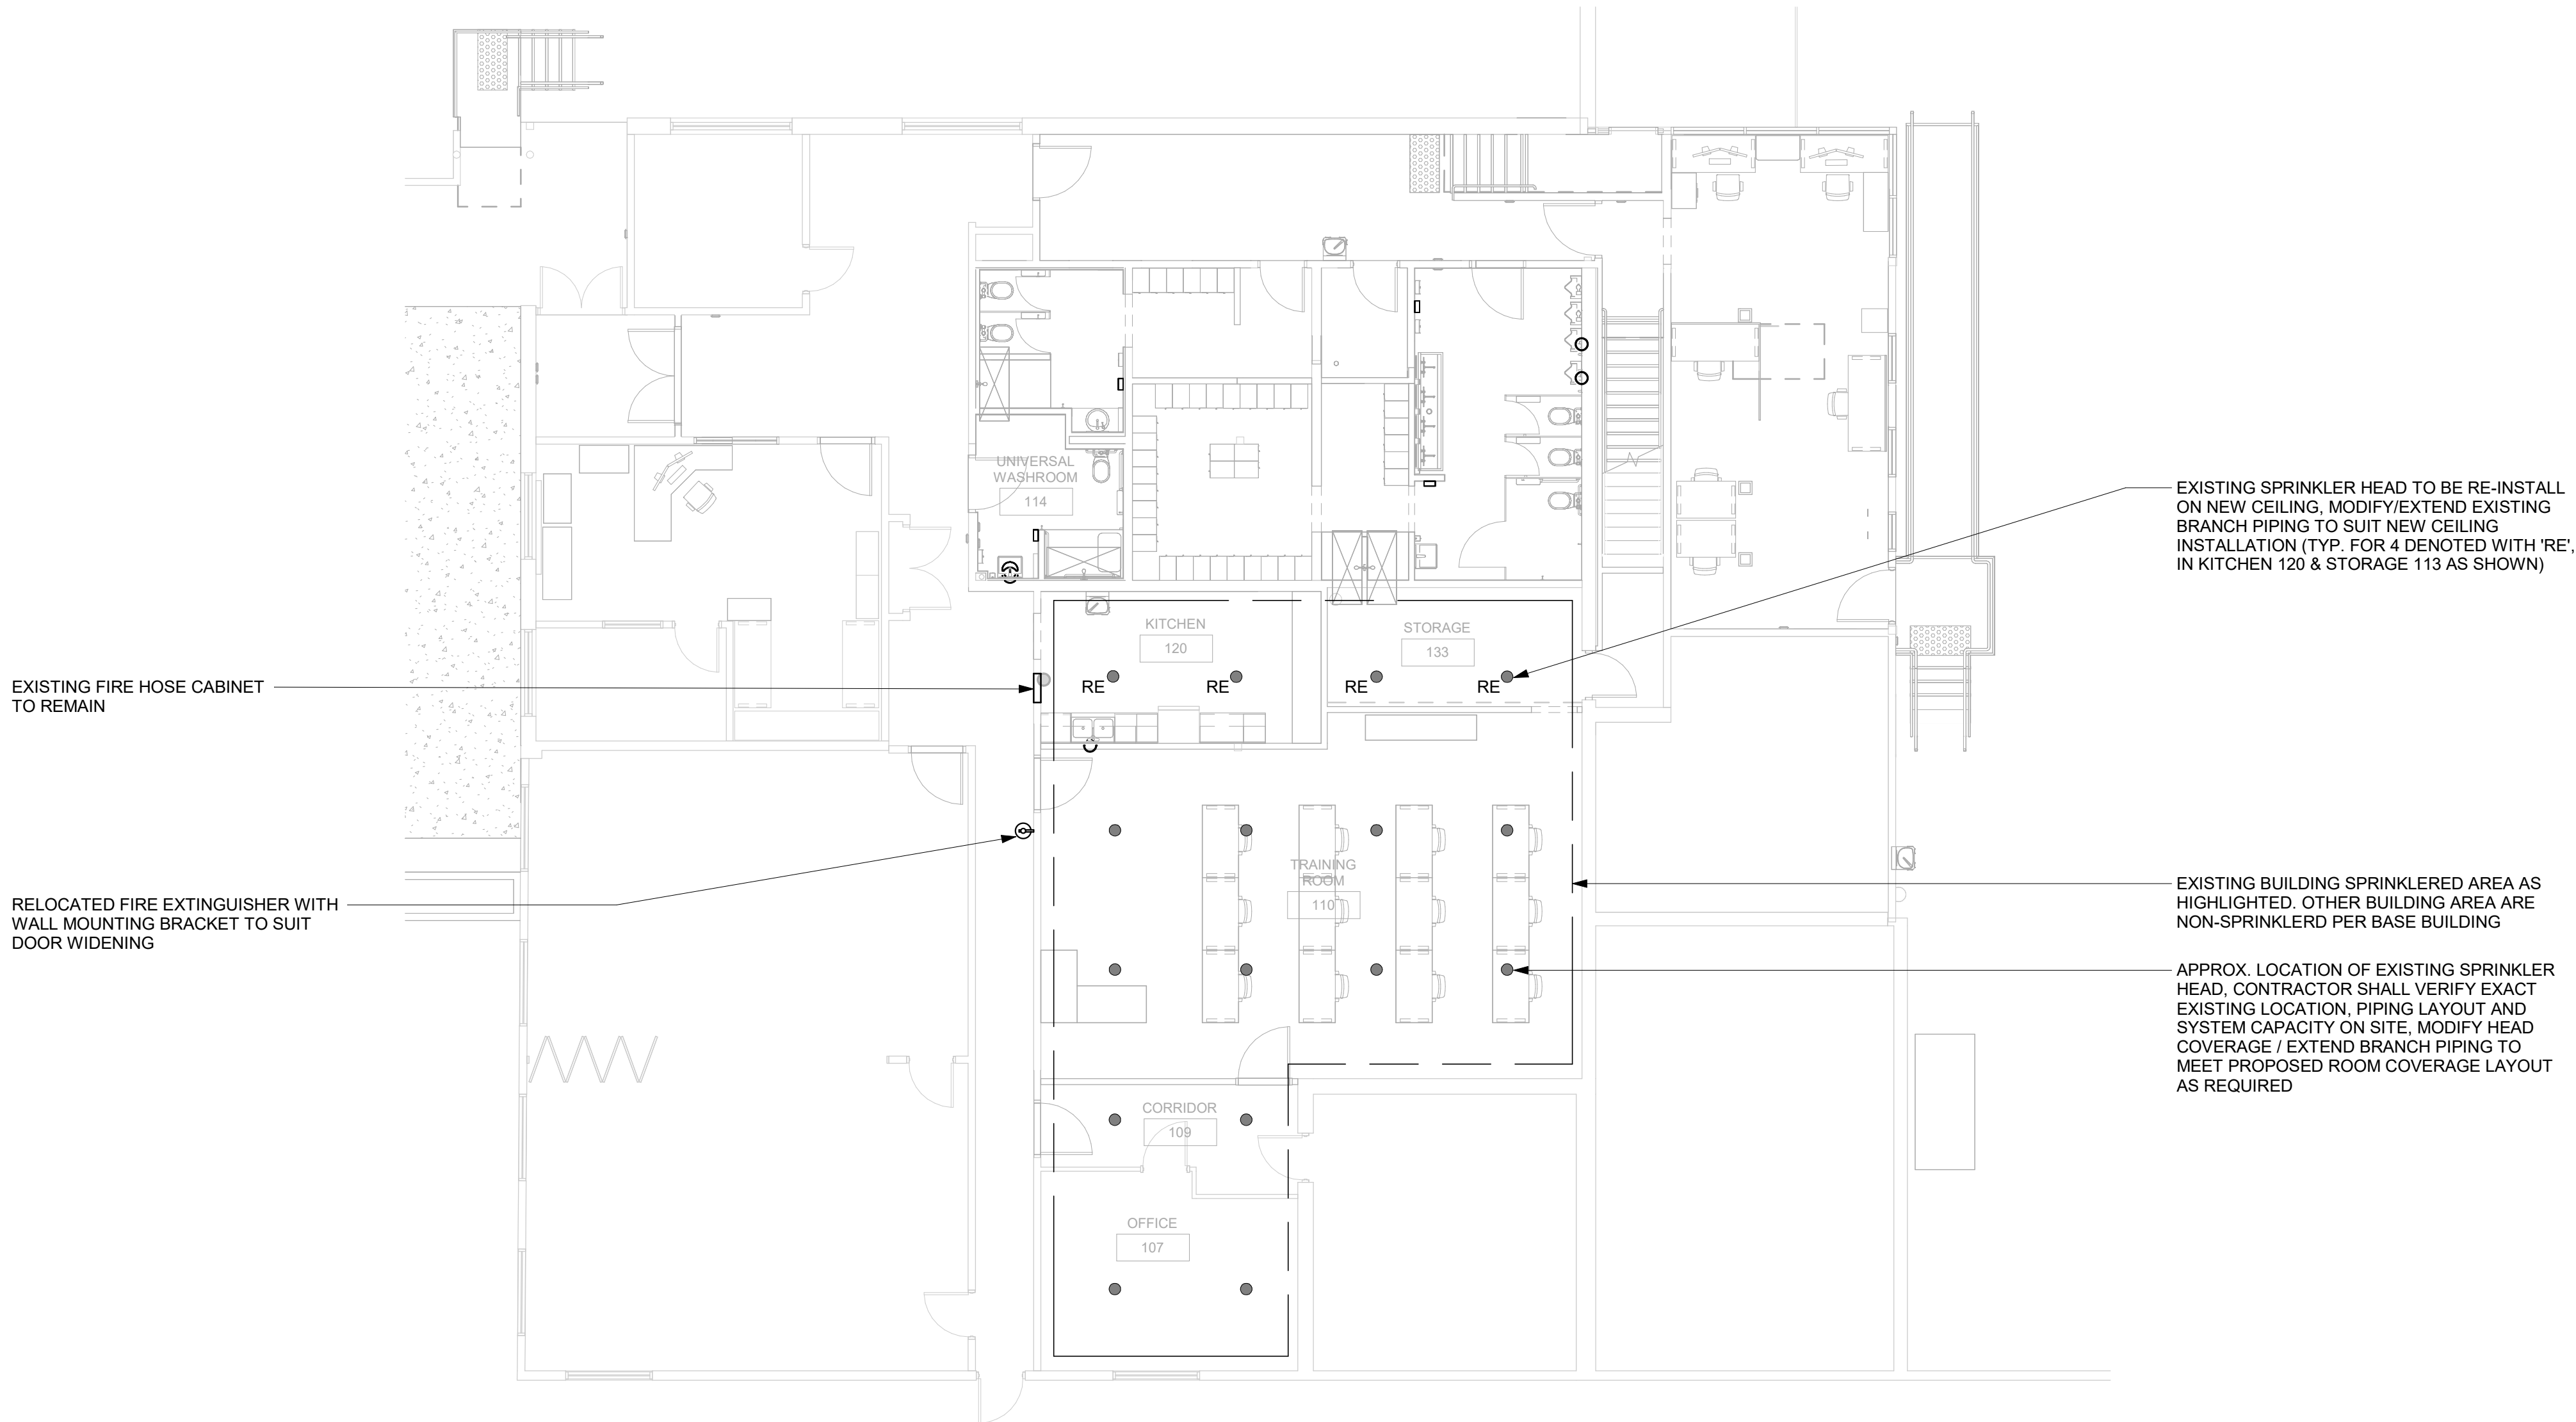 UNIVERSAL
WASHROOM
114
EXISTING SPRINKLER HEAD TO BE RE-INSTALL
ON NEW CEILING, MODIFY/EXTEND EXISTING
BRANCH PIPING TO SUIT NEW CEILING
INSTALLATION (TYP. FOR 4 DENOTED WITH 'RE',
IN KITCHEN 120 & STORAGE 113 AS SHOWN)
KITCHEN
120
STORAGE
133
EXISTING FIRE HOSE CABINET
TO REMAIN
RE
RE
RE
RE
TRAINING
ROOM
110
RELOCATED FIRE EXTINGUISHER WITH
WALL MOUNTING BRACKET TO SUIT
DOOR WIDENING
EXISTING BUILDING SPRINKLERED AREA AS
HIGHLIGHTED. OTHER BUILDING AREA ARE
NON-SPRINKLERD PER BASE BUILDING
APPROX. LOCATION OF EXISTING SPRINKLER
HEAD, CONTRACTOR SHALL VERIFY EXACT
EXISTING LOCATION, PIPING LAYOUT AND
SYSTEM CAPACITY ON SITE, MODIFY HEAD
COVERAGE / EXTEND BRANCH PIPING TO
MEET PROPOSED ROOM COVERAGE LAYOUT
AS REQUIRED
CORRIDOR
109
OFFICE
107